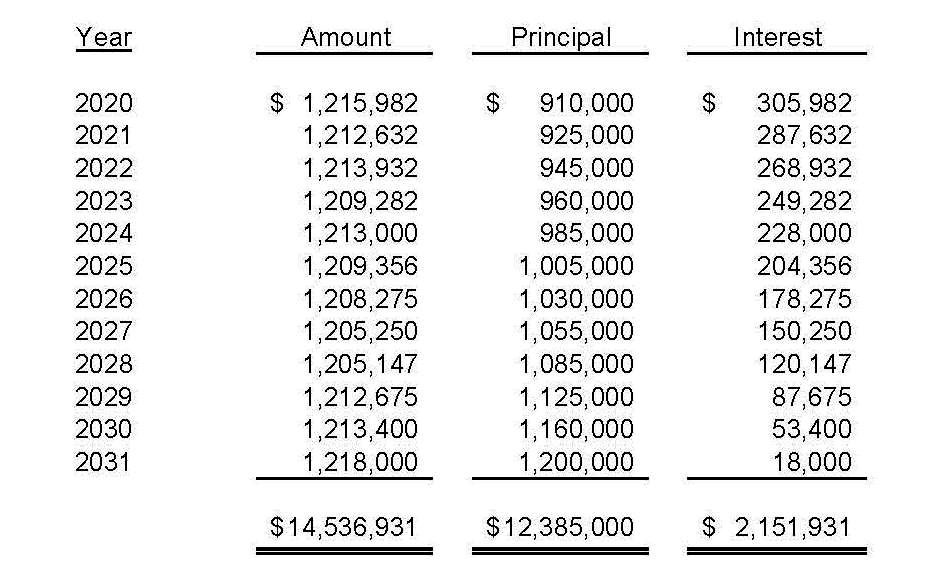 Year Amount Principal Interest
2020 $ 1,215,982 $ 910,000 $ 305,982
2021 1,212,632 925,000 287,632
2022 1,213,932 945,000 268,932
2023 1,209,282 960,000 249,282
2024 1,213,000 985,000 228,000
2025 1,209,356 1,005,000 204,356
2026 1,208,275 1,030,000 178,275
2027 1,205,250 1,055,000 150,250
2028 1,205,147 1,085,000 120,147
2029 1,212,675 1,125,000 87,675
2030 1,213,400 1,160,000 53,400
2031 1,218,000 1,200,000 18,000
$14,536,931 $12,385,000 $ 2,151,931